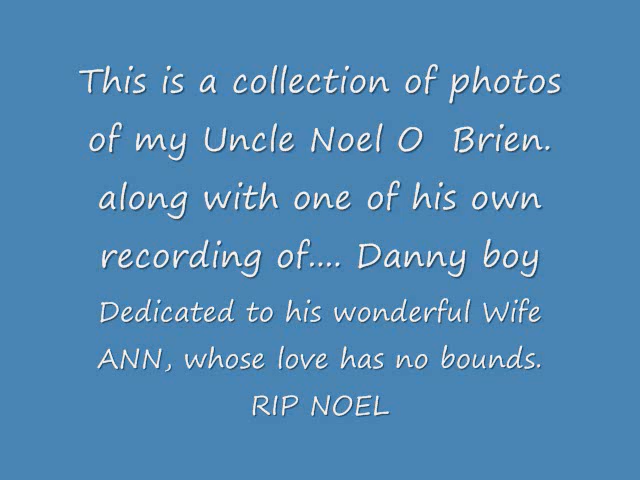 This is a collection of photos
of my Uncle Noel O  Brien.
along with one of his own
recording of.... Danny boy
Dedicated to his wonderful Wife
ANN, whose love has no bounds.
RIP NOEL